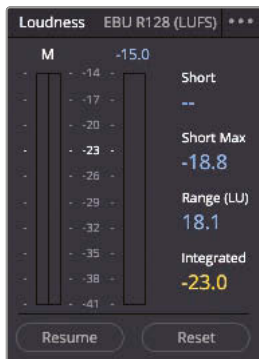 Loudness EBU R128 (LUFS) •••
M -15.0
- -14 -
- -17 -
- -20 -
- -23 -
- -26 -
- -29 -
- -32 -
- -35 -
- -38 -
- -41 -
Short
--
Short Max
-18.8
Range (LU)
18.1
Integrated
-23.0
Resume Reset